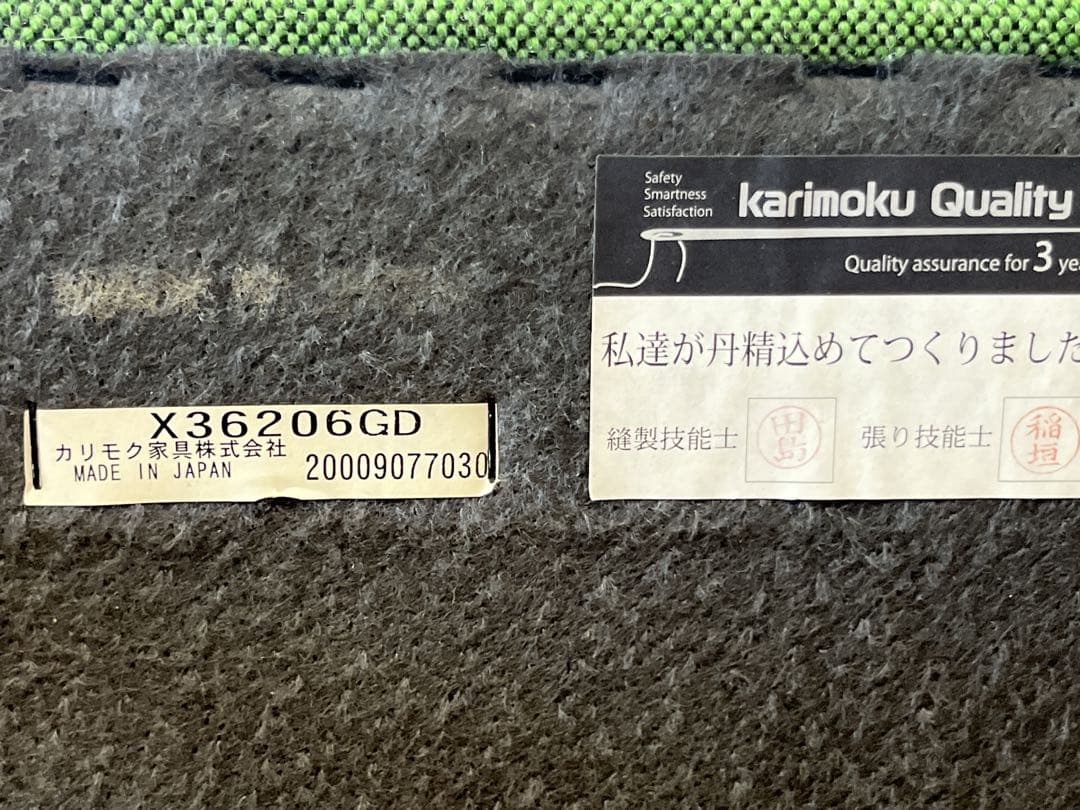 Safety
Smartness
Satisfaction
karimoku Quality
Quality assurance for 3
私達が丹精込めてつくりました
縫製技能士 田島 張り技能士 稲垣
X36206GD
カリモク家具株式会社
MADE IN JAPAN 20009077030